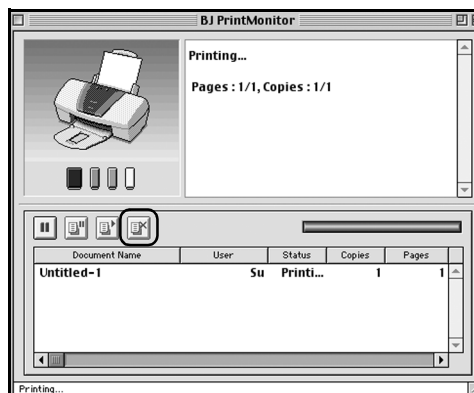 BJ PrintMonitor
Printing...
Pages : 1/1, Copies : 1/1
Document Name User Status Copies Pages
Untitled-1 Su Printi... 1 1
Printing...